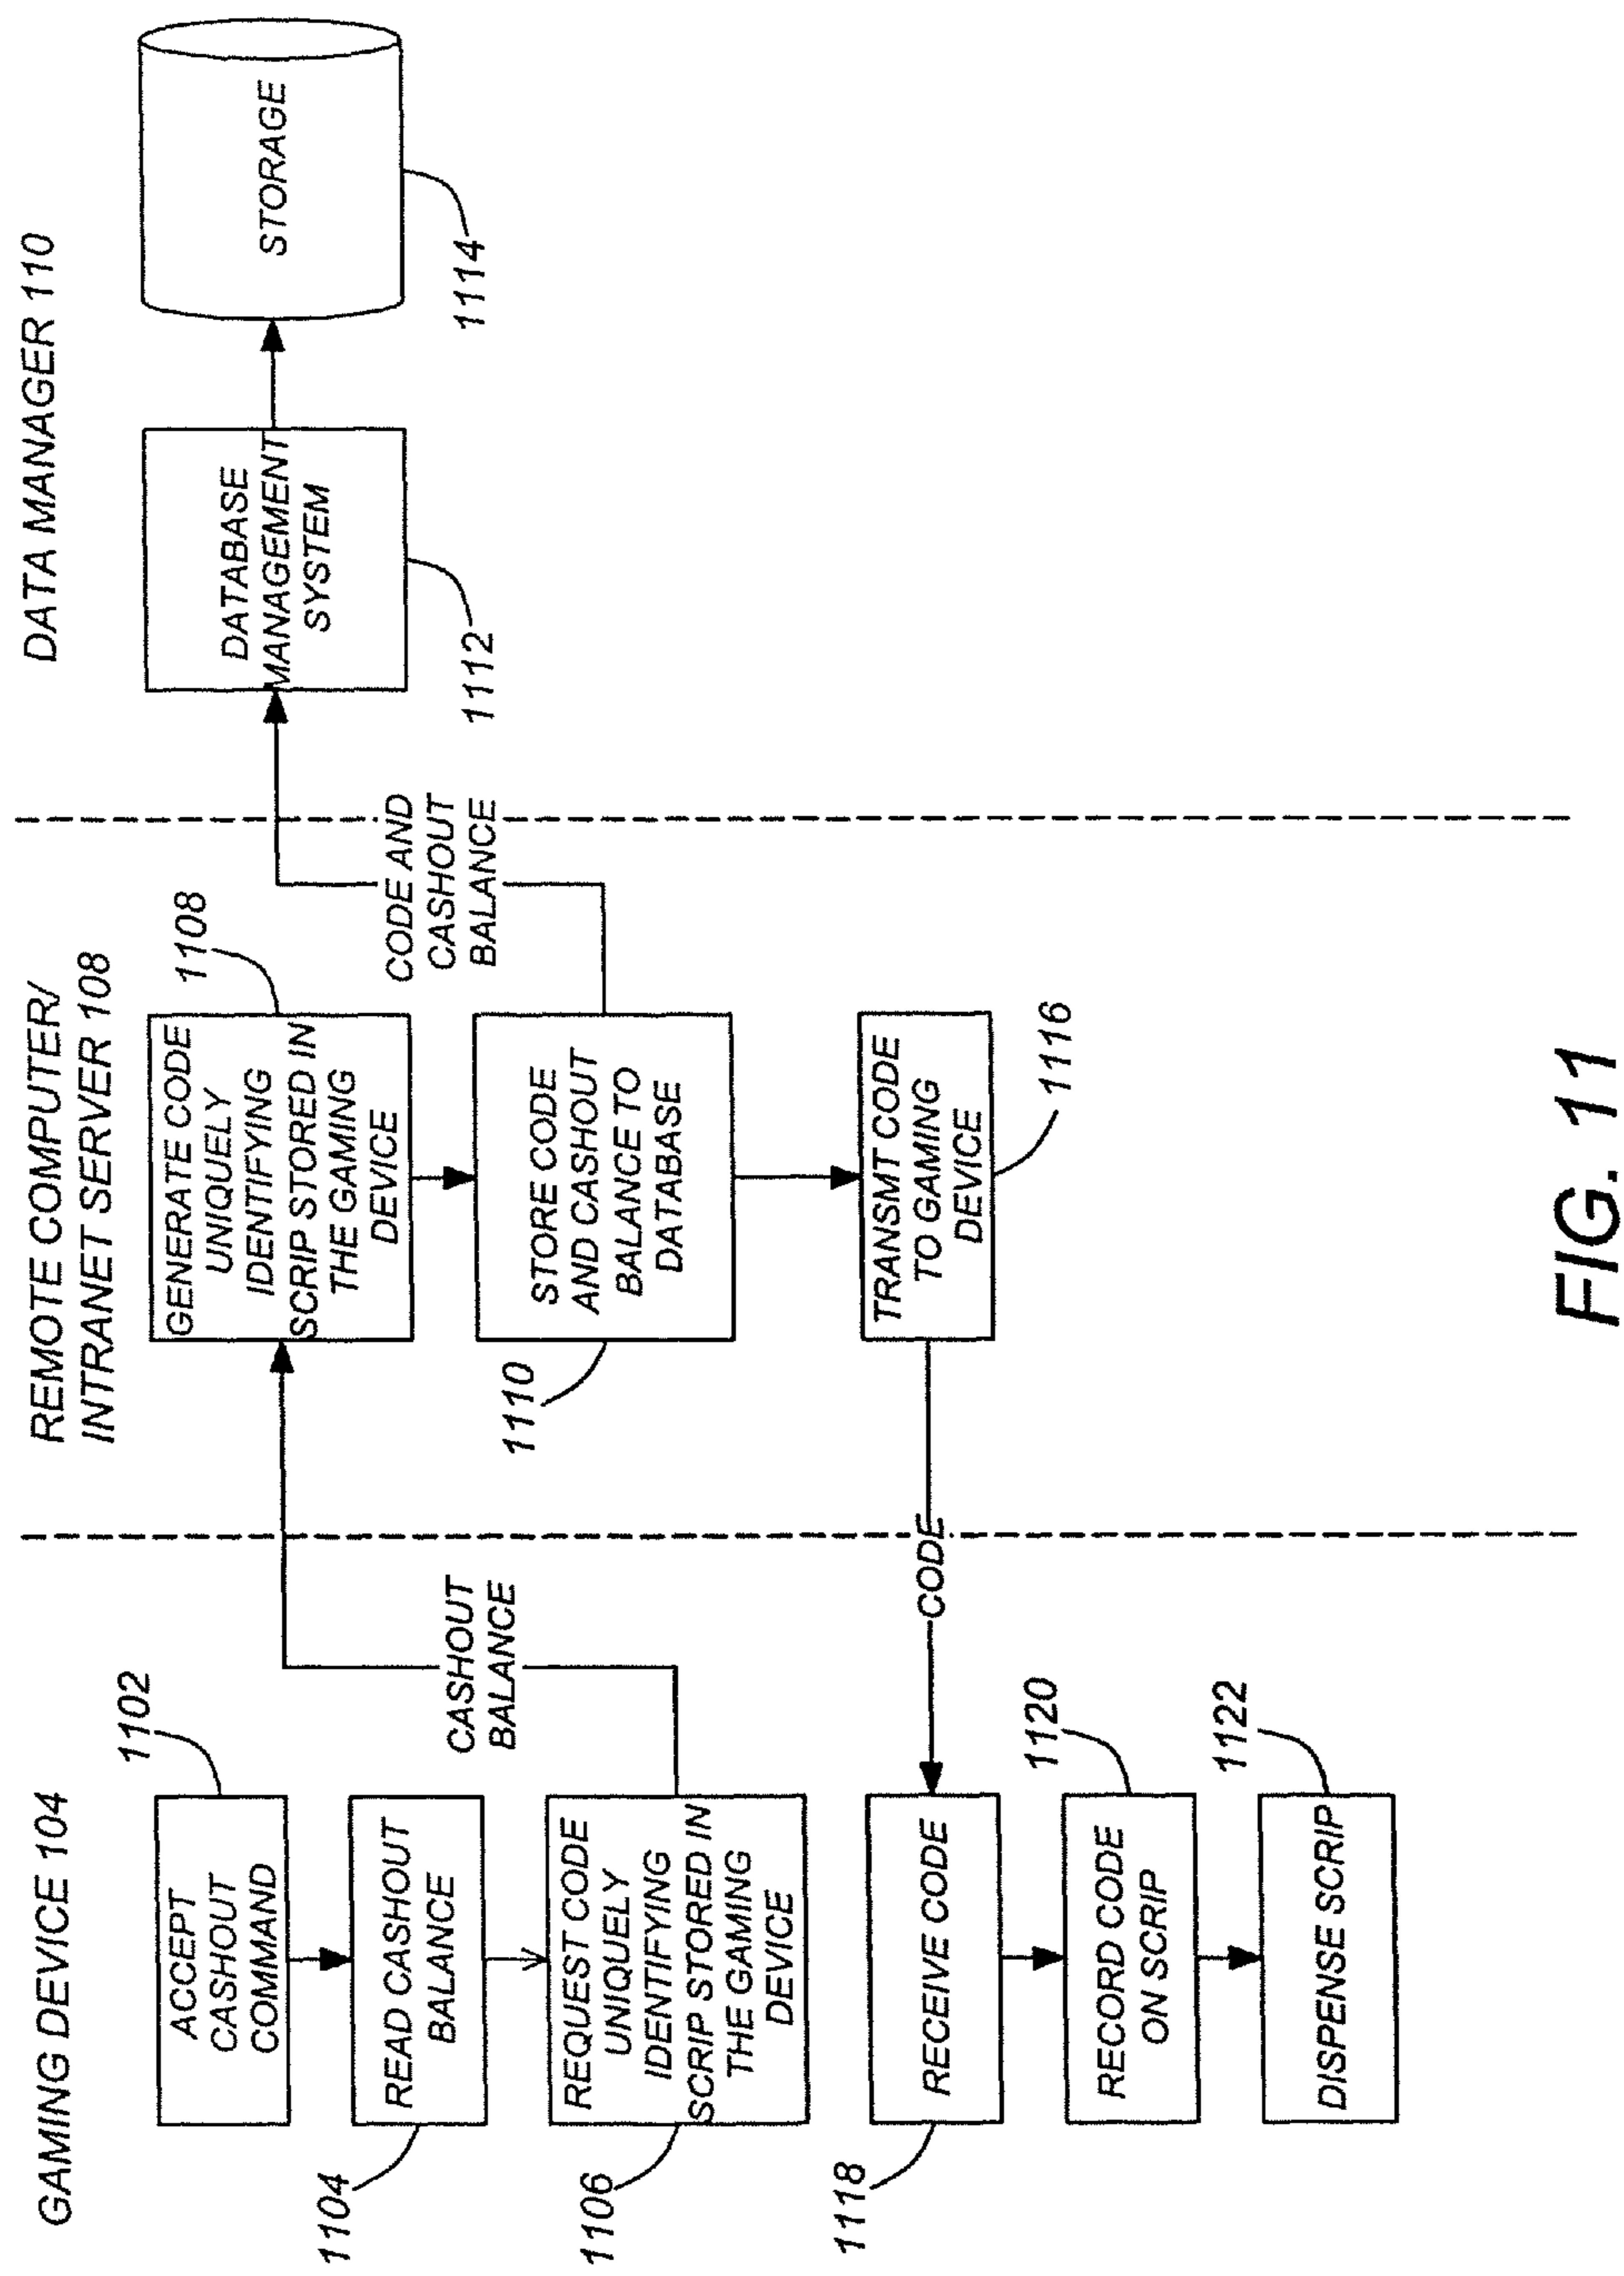 GAMING DEVICE 104
1102
ACCEPT
CASHOUT
COMMAND
READ CASHOUT
BALANCE
1104
REQUEST CODE
UNIQUELY
IDENTIFYING
SCRIP STORED IN
THE GAMING
DEVICE
1106
CASHOUT
BALANCE
RECEIVE CODE
1118
RECORD CODE
ON SCRIP
1120
DISPENSE SCRIP
1122
REMOTE COMPUTER/
INTRANET SERVER 108
1108
GENERATE CODE
UNIQUELY
IDENTIFYING
SCRIP STORED IN
THE GAMING
DEVICE
STORE CODE
AND CASHOUT
BALANCE TO
DATABASE
1110
CODE AND
CASHOUT
BALANCE
TRANSMT CODE
TO GAMING
DEVICE
1116
CODE
DATA MANAGER 110
DATABASE
MANAGEMENT
SYSTEM
1112
STORAGE
1114
FIG. 11